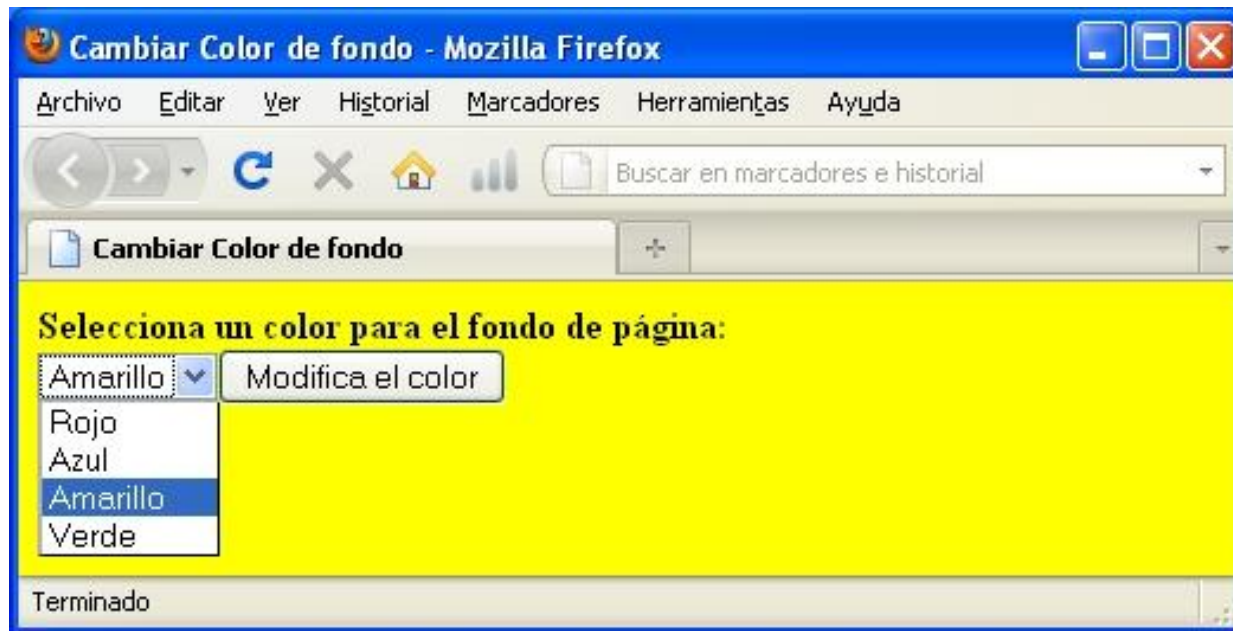 Cambiar Color de fondo - Mozilla Firefox
Archivo Editar Ver Historial Marcadores Herramientas Ayuda
Buscar en marcadores e historial
Cambiar Color de fondo
Selecciona un color para el fondo de página:
Amarillo Modifica el color
Rojo
Azul
Amarillo
Verde
Terminado